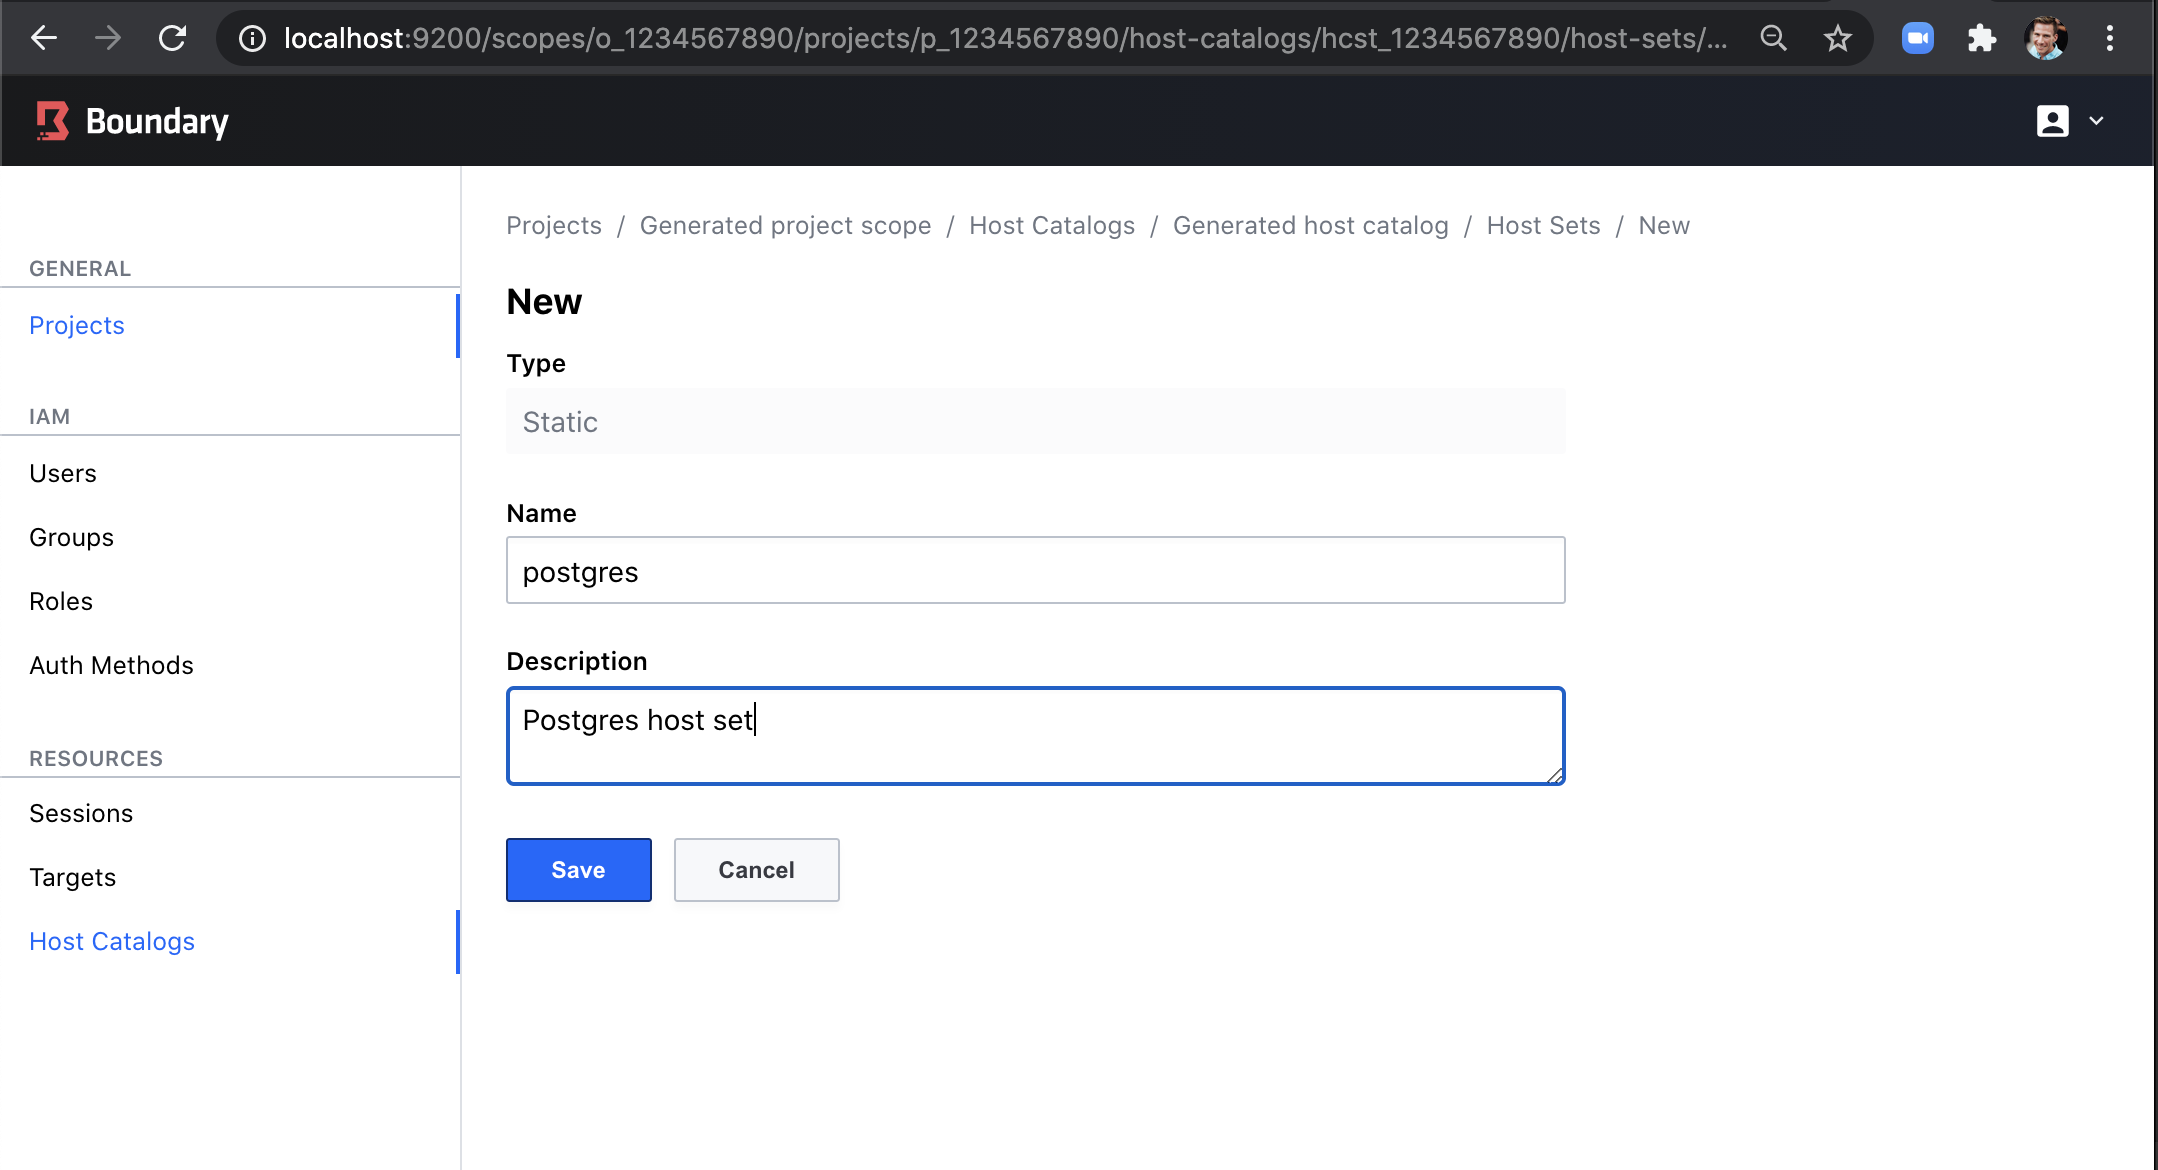 localhost:9200/scopes/o_1234567890/projects/p_1234567890/host-catalogs/hcst_1234567890/host-sets/...
Boundary
Projects / Generated project scope / Host Catalogs / Generated host catalog / Host Sets / New
GENERAL
Projects
IAM
Users
Groups
Roles
Auth Methods
RESOURCES
Sessions
Targets
Host Catalogs
New
Type
Static
Name
postgres
Description
Postgres host set
Save
Cancel